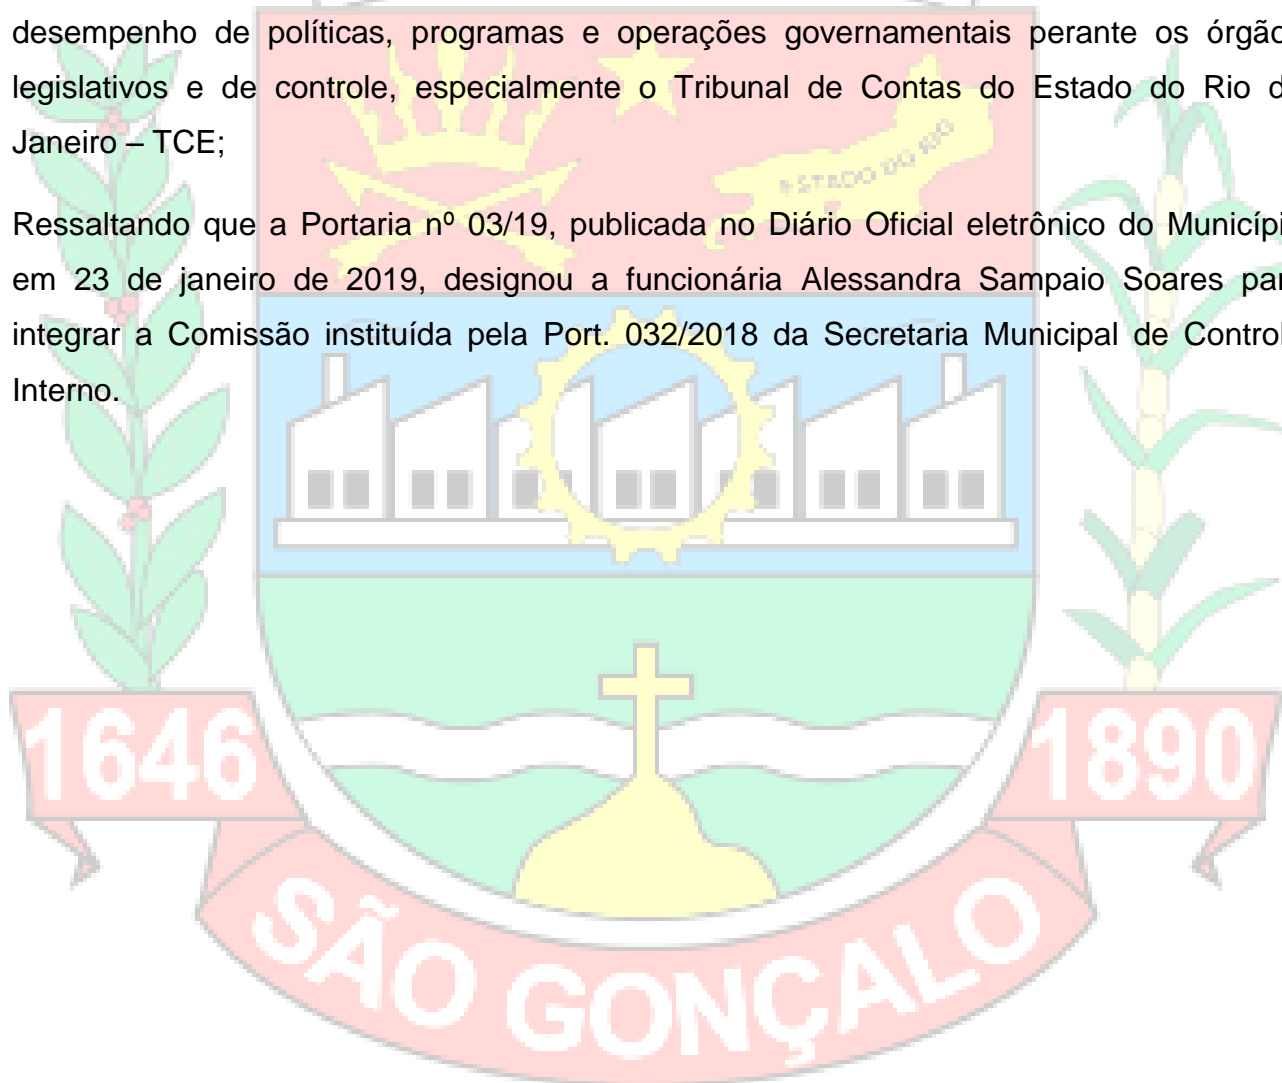 desempenho de políticas, programas e operações governamentais perante os órgão
legislativos e de controle, especialmente o Tribunal de Contas do Estado do Rio d
Janeiro – TCE;
ESTADO DO RIO
Ressaltando que a Portaria nº 03/19, publicada no Diário Oficial eletrônico do Municípi
em 23 de janeiro de 2019, designou a funcionária Alessandra Sampaio Soares par
integrar a Comissão instituída pela Port. 032/2018 da Secretaria Municipal de Control
Interno.
1646
1890
SÃO GONÇALO